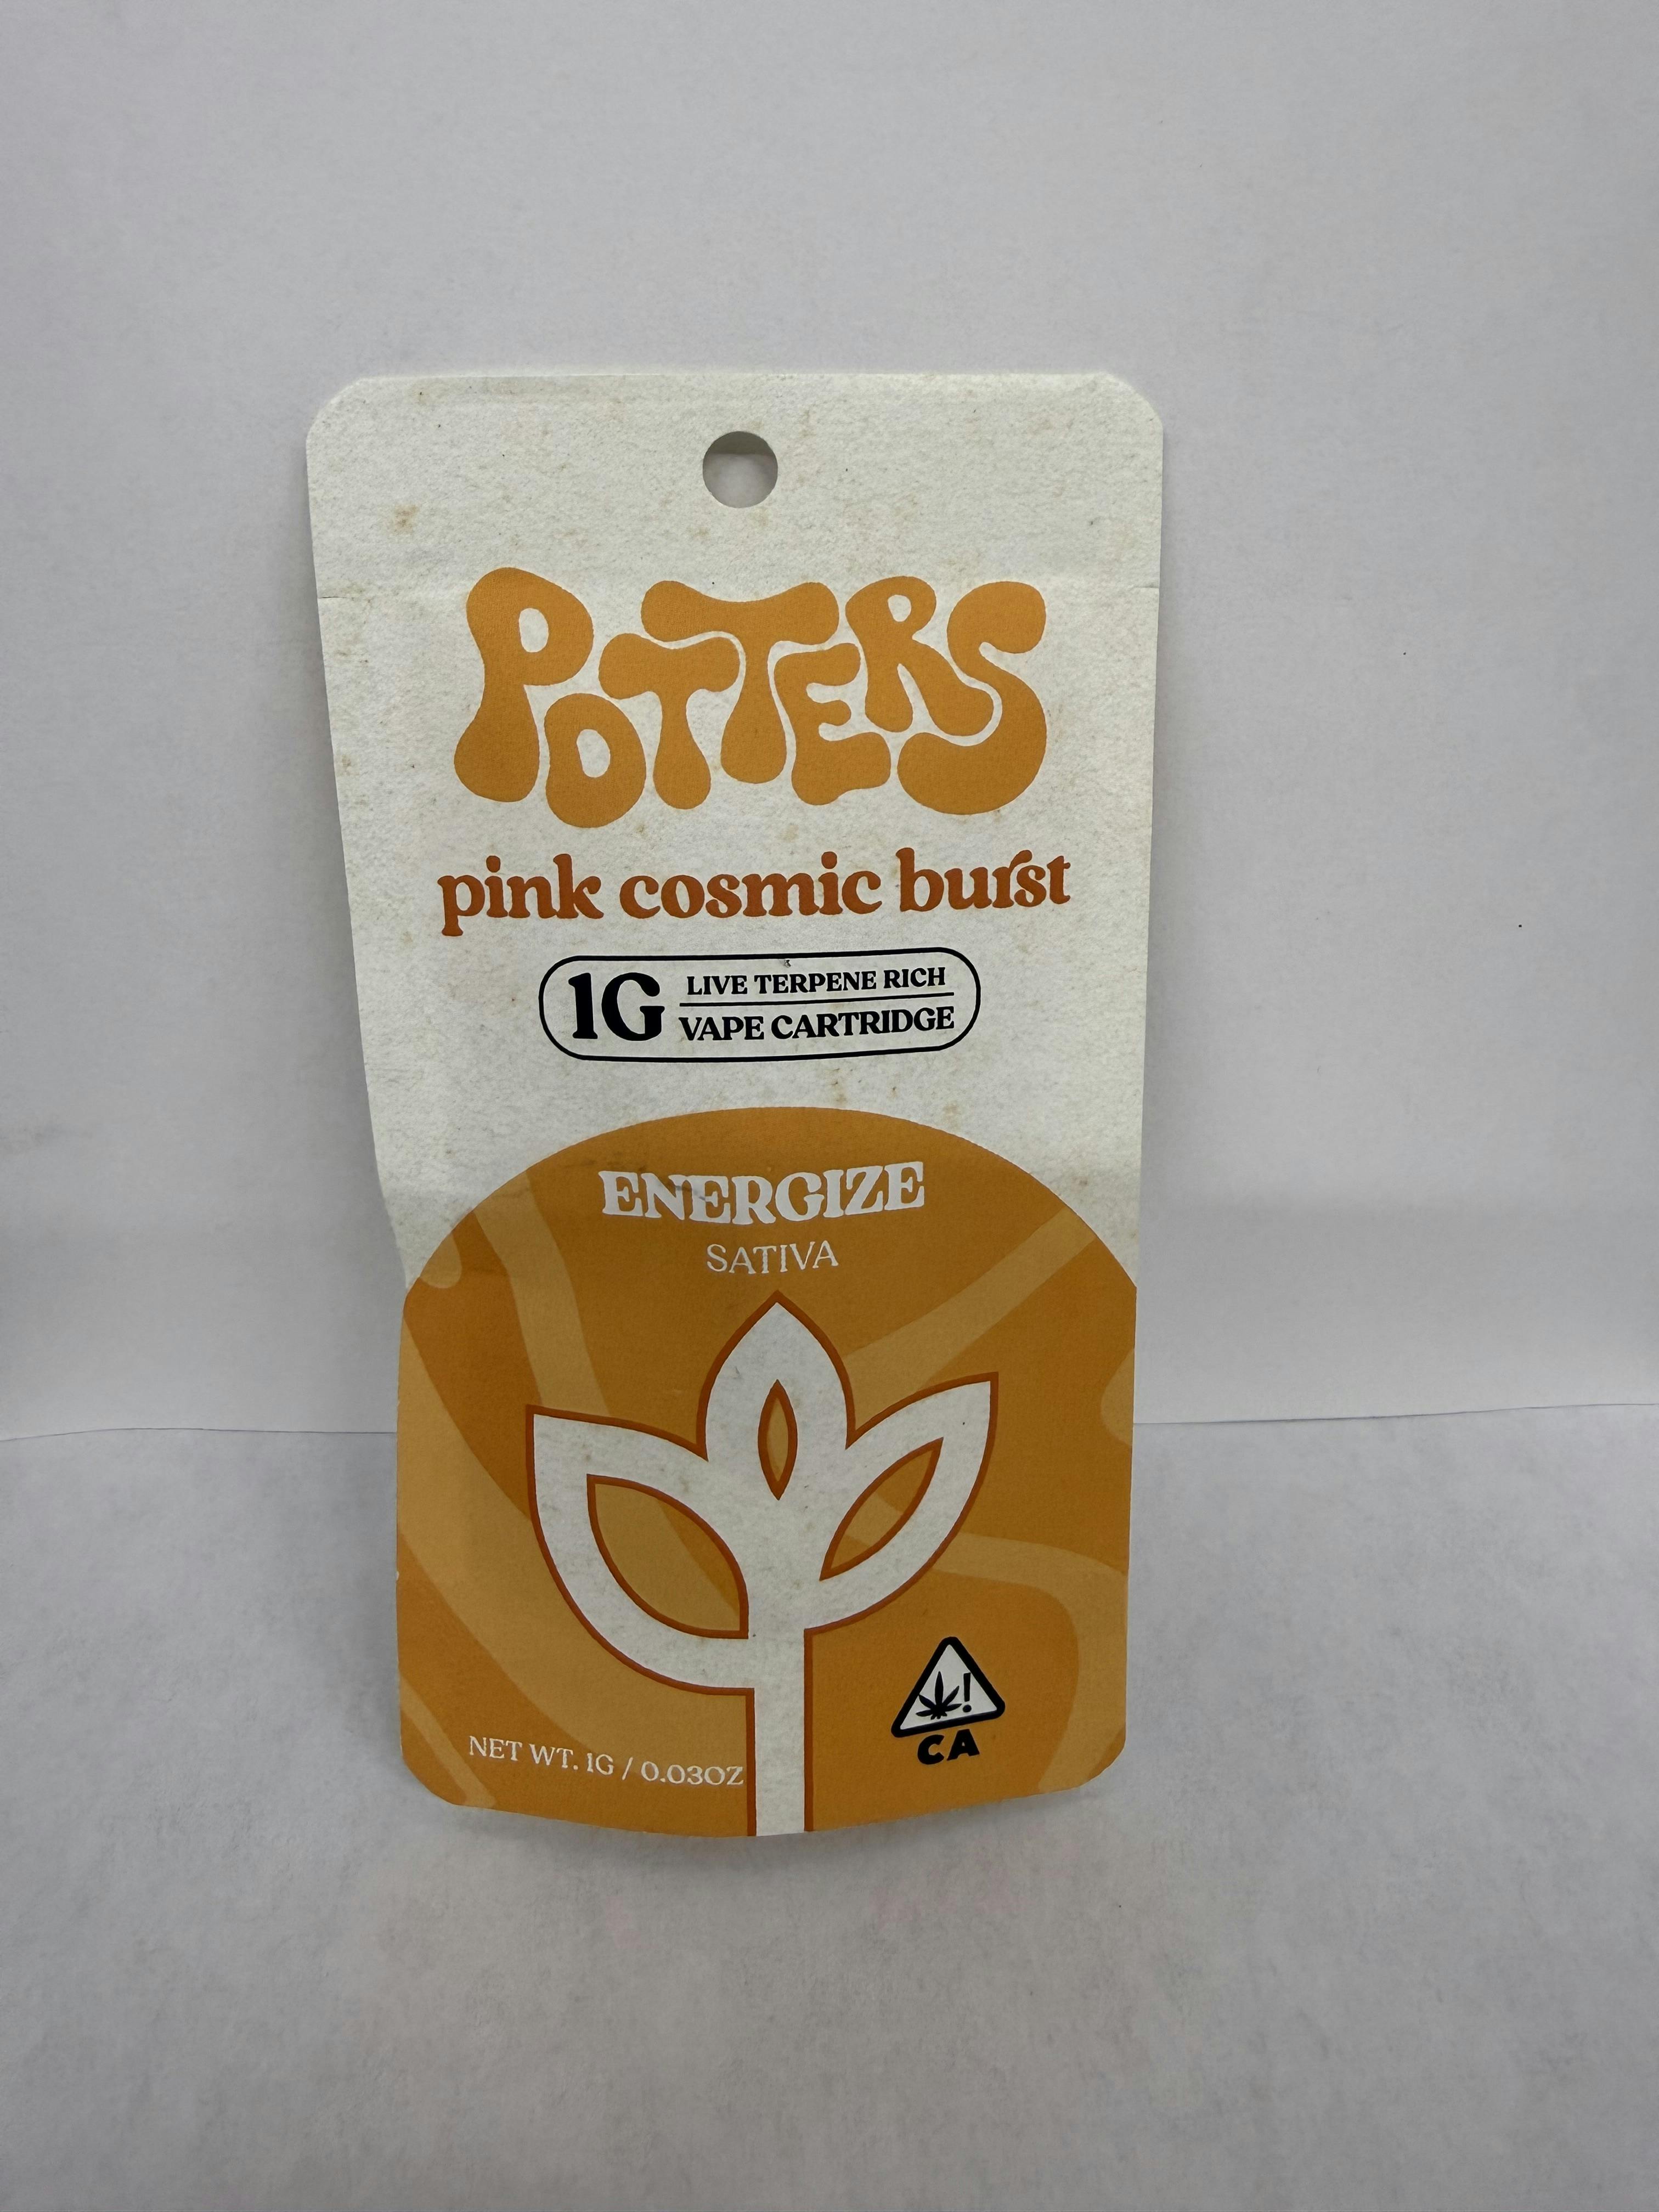 POTTERS
pink cosmic burst
1G LIVE TERPENE RICH
VAPE CARTRIDGE
ENERGIZE
SATIVA
!
CA
NET WT. 1G / 0.03OZ